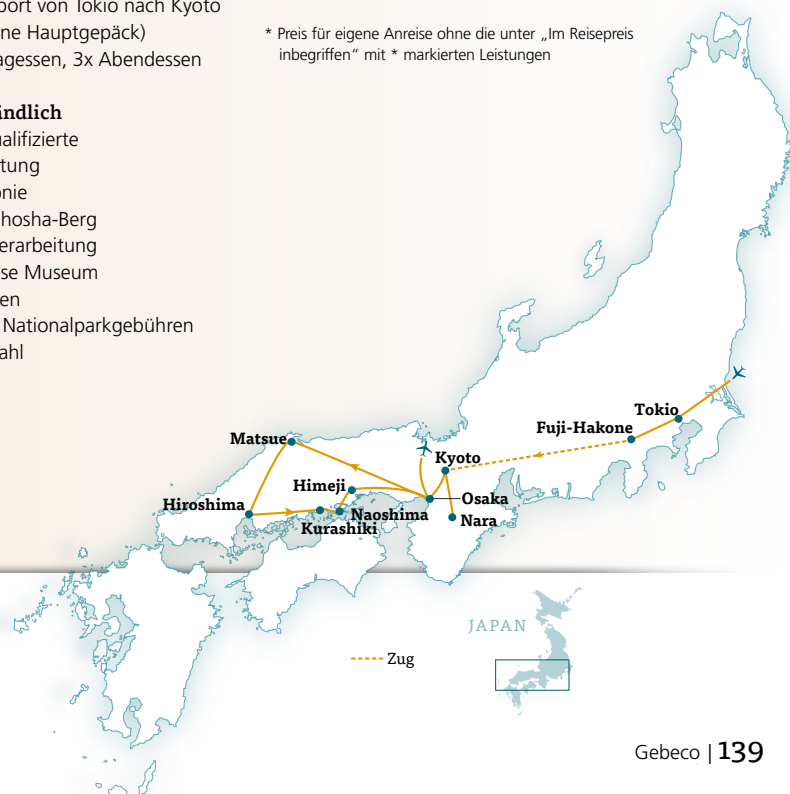 port von Tokio nach Kyoto
ne Hauptgepäck)
agessen, 3x Abendessen
indlich
alifizierte
tung
nie
hosha-Berg
erarbeitung
se Museum
en
Nationalparkgebühren
ahl
* Preis für eigene Anreise ohne die unter „Im Reisepreis
inbegriffen“ mit * markierten Leistungen
Tokio
Fuji-Hakone
Matsue
Kyoto
Himeji
Osaka
Hiroshima
Naoshima
Nara
Kurashiki
JAPAN
Zug
Gebeco | 139